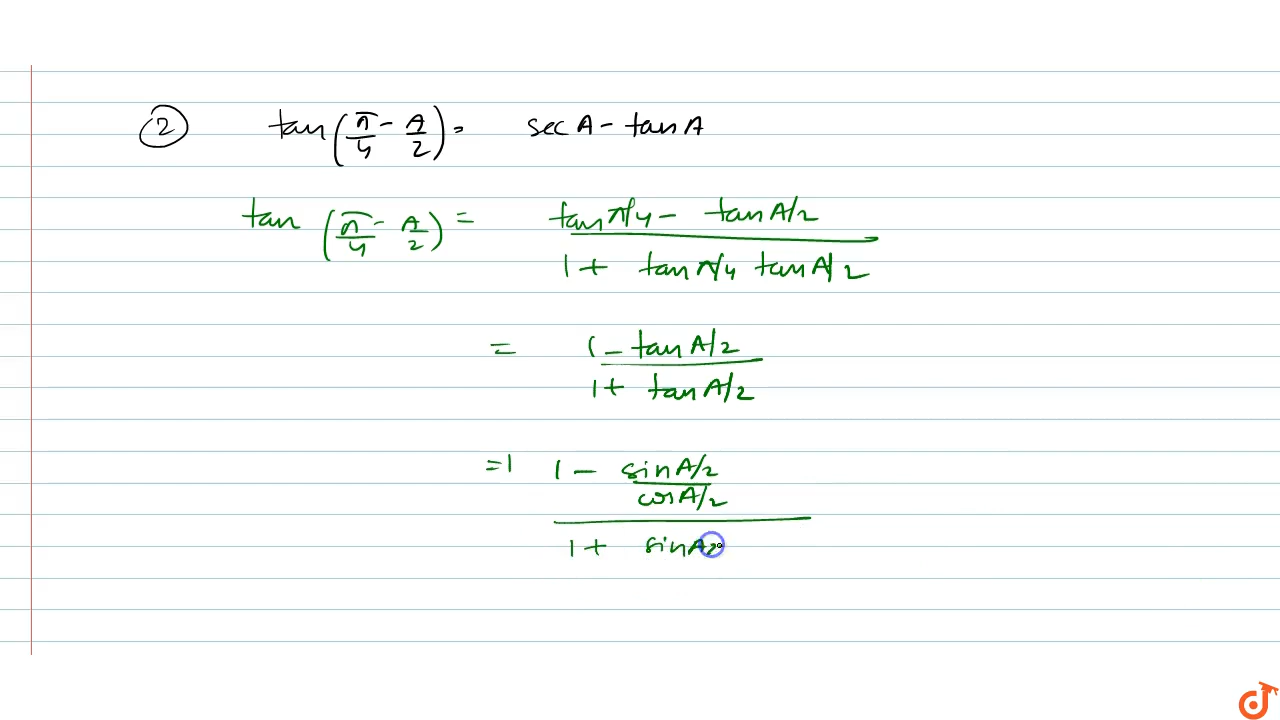 ② tan(π/4 - A/2) = sec A - tan A
tan (π/4 - A/2) = (tan π/4 - tan A/2) / (1 + tan π/4 tan A/2)
= (1 - tan A/2) / (1 + tan A/2)
=1 1 - sin A/2
cos A/2
1 + sin A